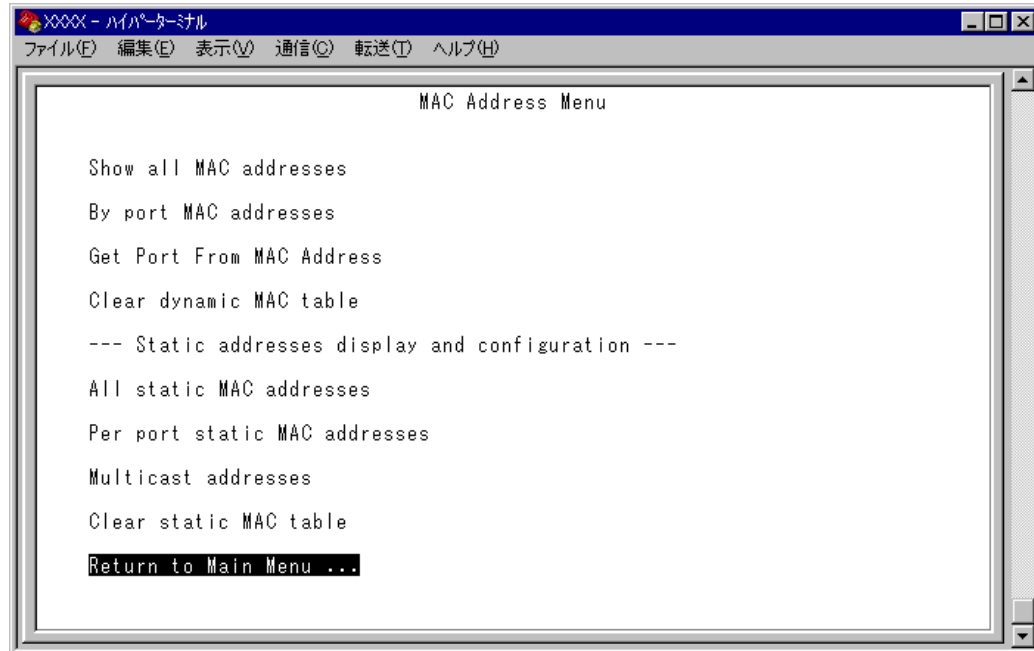 XXXX - ハイパーターミナル
ファイル(F) 編集(E) 表示(V) 通信(C) 転送(T) ヘルプ(H)
MAC Address Menu
Show all MAC addresses
By port MAC addresses
Get Port From MAC Address
Clear dynamic MAC table
--- Static addresses display and configuration ---
All static MAC addresses
Per port static MAC addresses
Multicast addresses
Clear static MAC table
Return to Main Menu ...